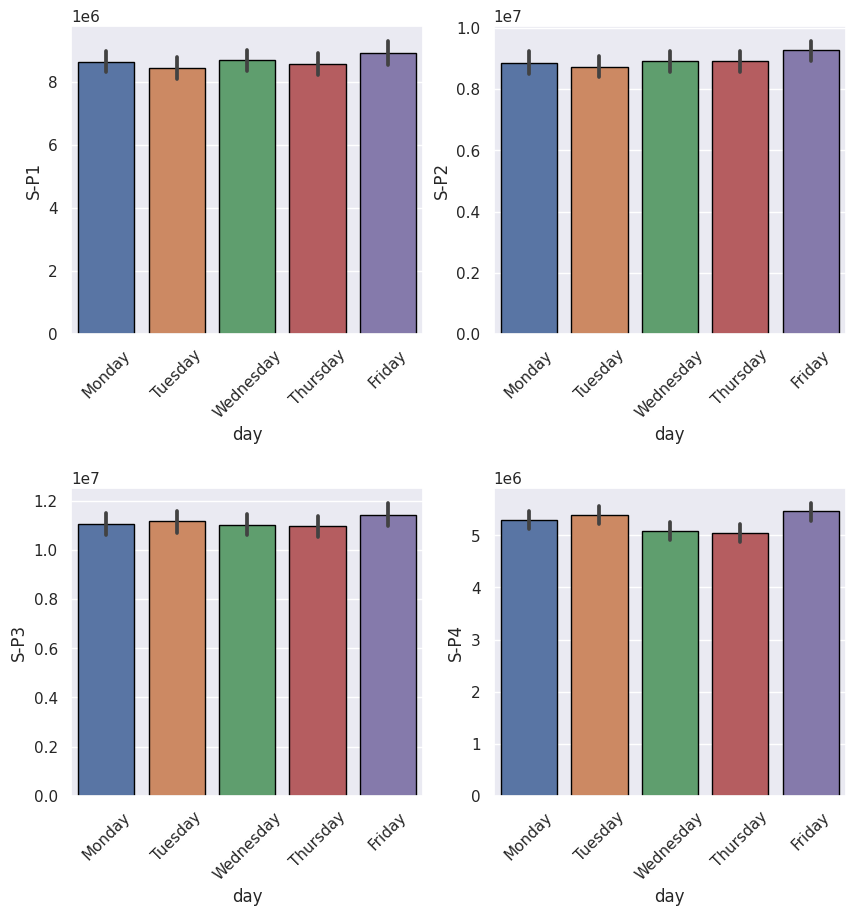 1e6
8
6
4
2
0
S-P1
Monday
Tuesday
Wednesday
Thursday
Friday
day
1e7
1.0
0.8
0.6
0.4
0.2
0.0
S-P2
Monday
Tuesday
Wednesday
Thursday
Friday
day
1e7
1.2
1.0
0.8
0.6
0.4
0.2
0.0
S-P3
Monday
Tuesday
Wednesday
Thursday
Friday
day
1e6
5
4
3
2
1
0
S-P4
Monday
Tuesday
Wednesday
Thursday
Friday
day